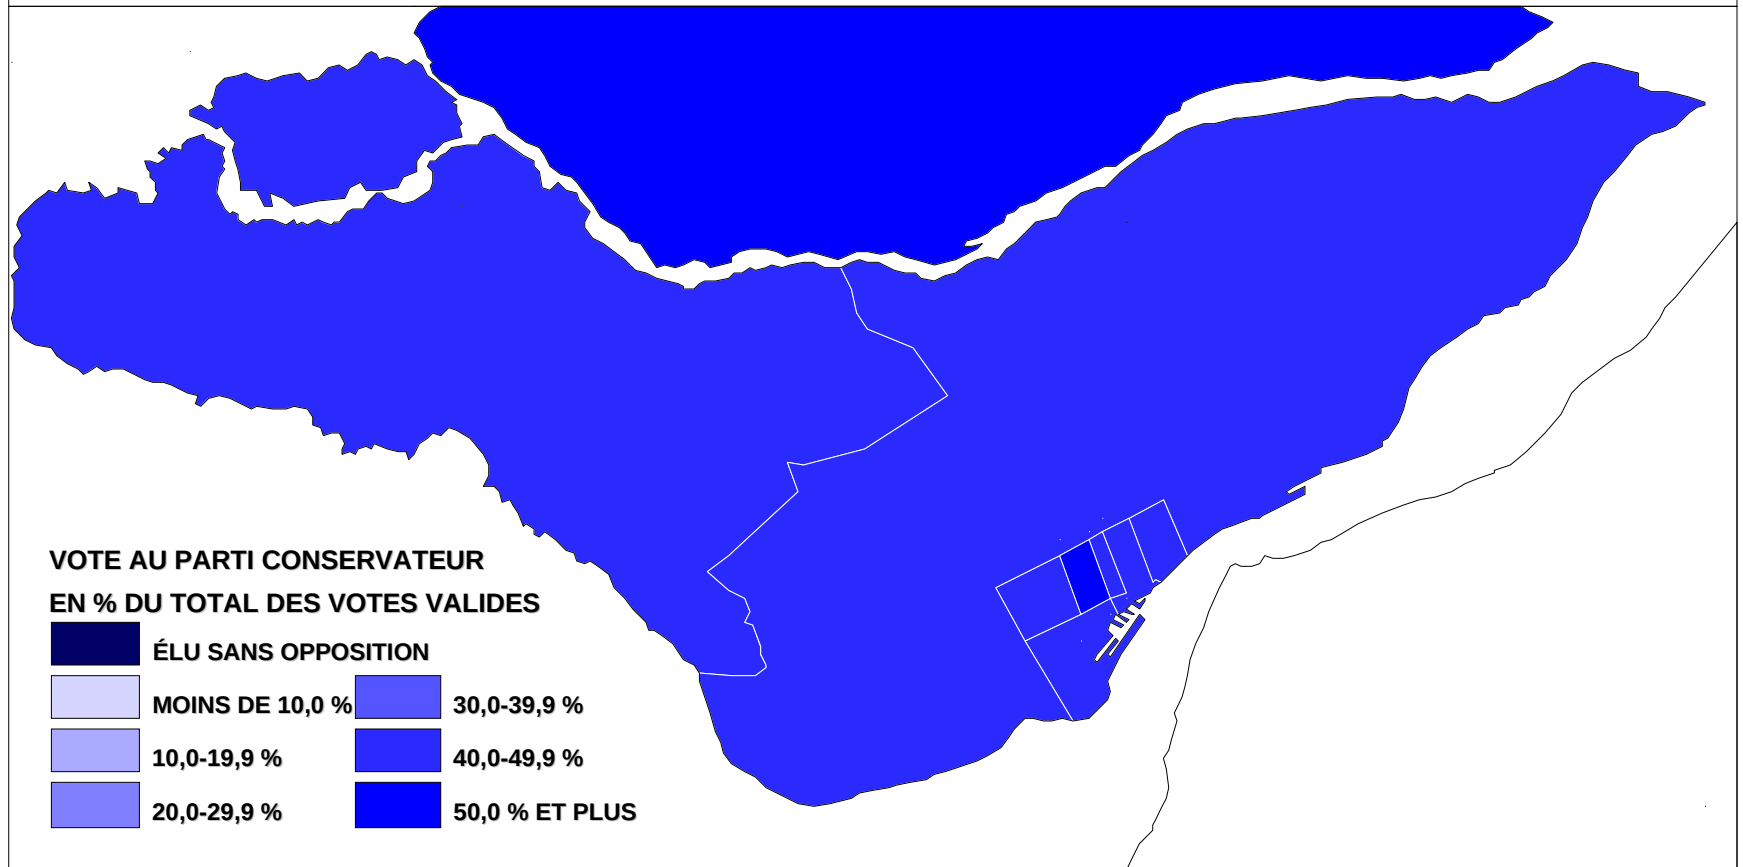 VOTE AU PARTI CONSERVATEUR
EN % DU TOTAL DES VOTES VALIDES
ÉLU SANS OPPOSITION
MOINS DE 10,0 %
30,0-39,9 %
10,0-19,9 %
40,0-49,9 %
20,0-29,9 %
50,0 % ET PLUS